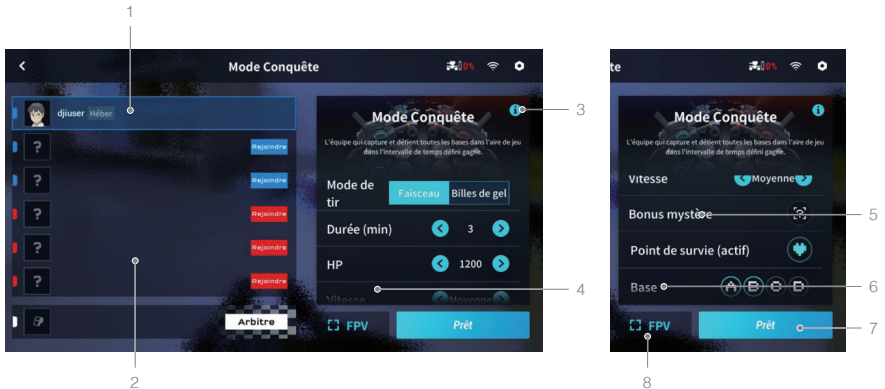 1
Mode Conquête
0%
djiuser Héber
?
Rejoindre
?
Rejoindre
?
Rejoindre
?
Rejoindre
?
Rejoindre
Arbitre
2
Mode Conquête
3
L'équipe qui capture et détient toutes les bases dans l'aire de jeu
dans l'intervalle de temps défini gagne.
Mode de
tir
Faisceau Billes de gel
Durée (min) 3
HP 1200
Vitesse Moyenne
4
FPV
Prêt
te
0%
Mode Conquête
L'équipe qui capture et détient toutes les bases dans l'aire de jeu
dans l'intervalle de temps défini gagne.
Vitesse Moyenne
Bonus mystère
5
Point de survie (actif)
Base A B C D
6
FPV
Prêt
7
8